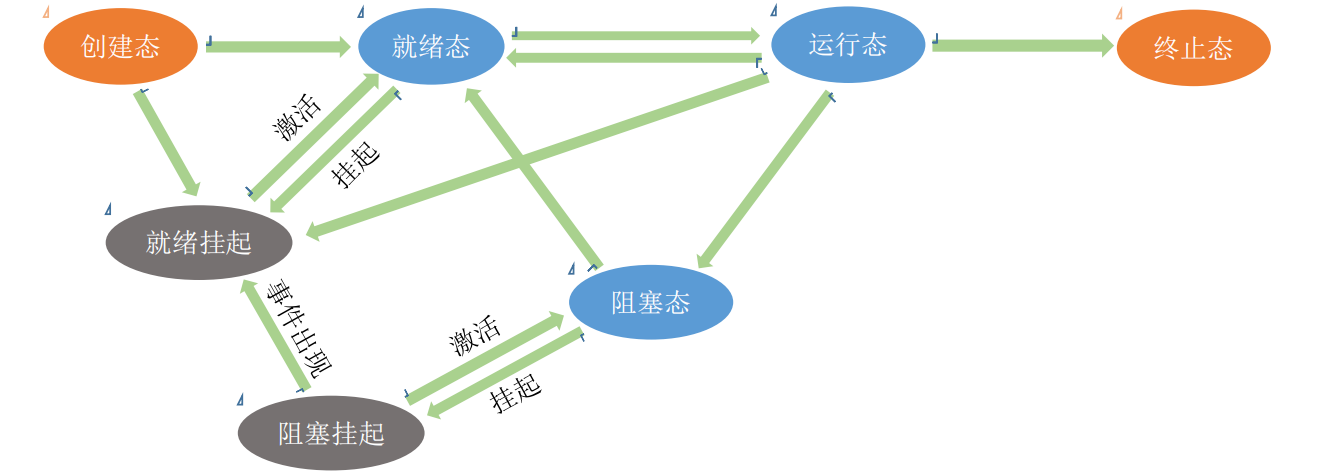 创建态
就绪态
运行态
终止态
激活
挂起
就绪挂起
事件出现
阻塞态
激活
挂起
阻塞挂起